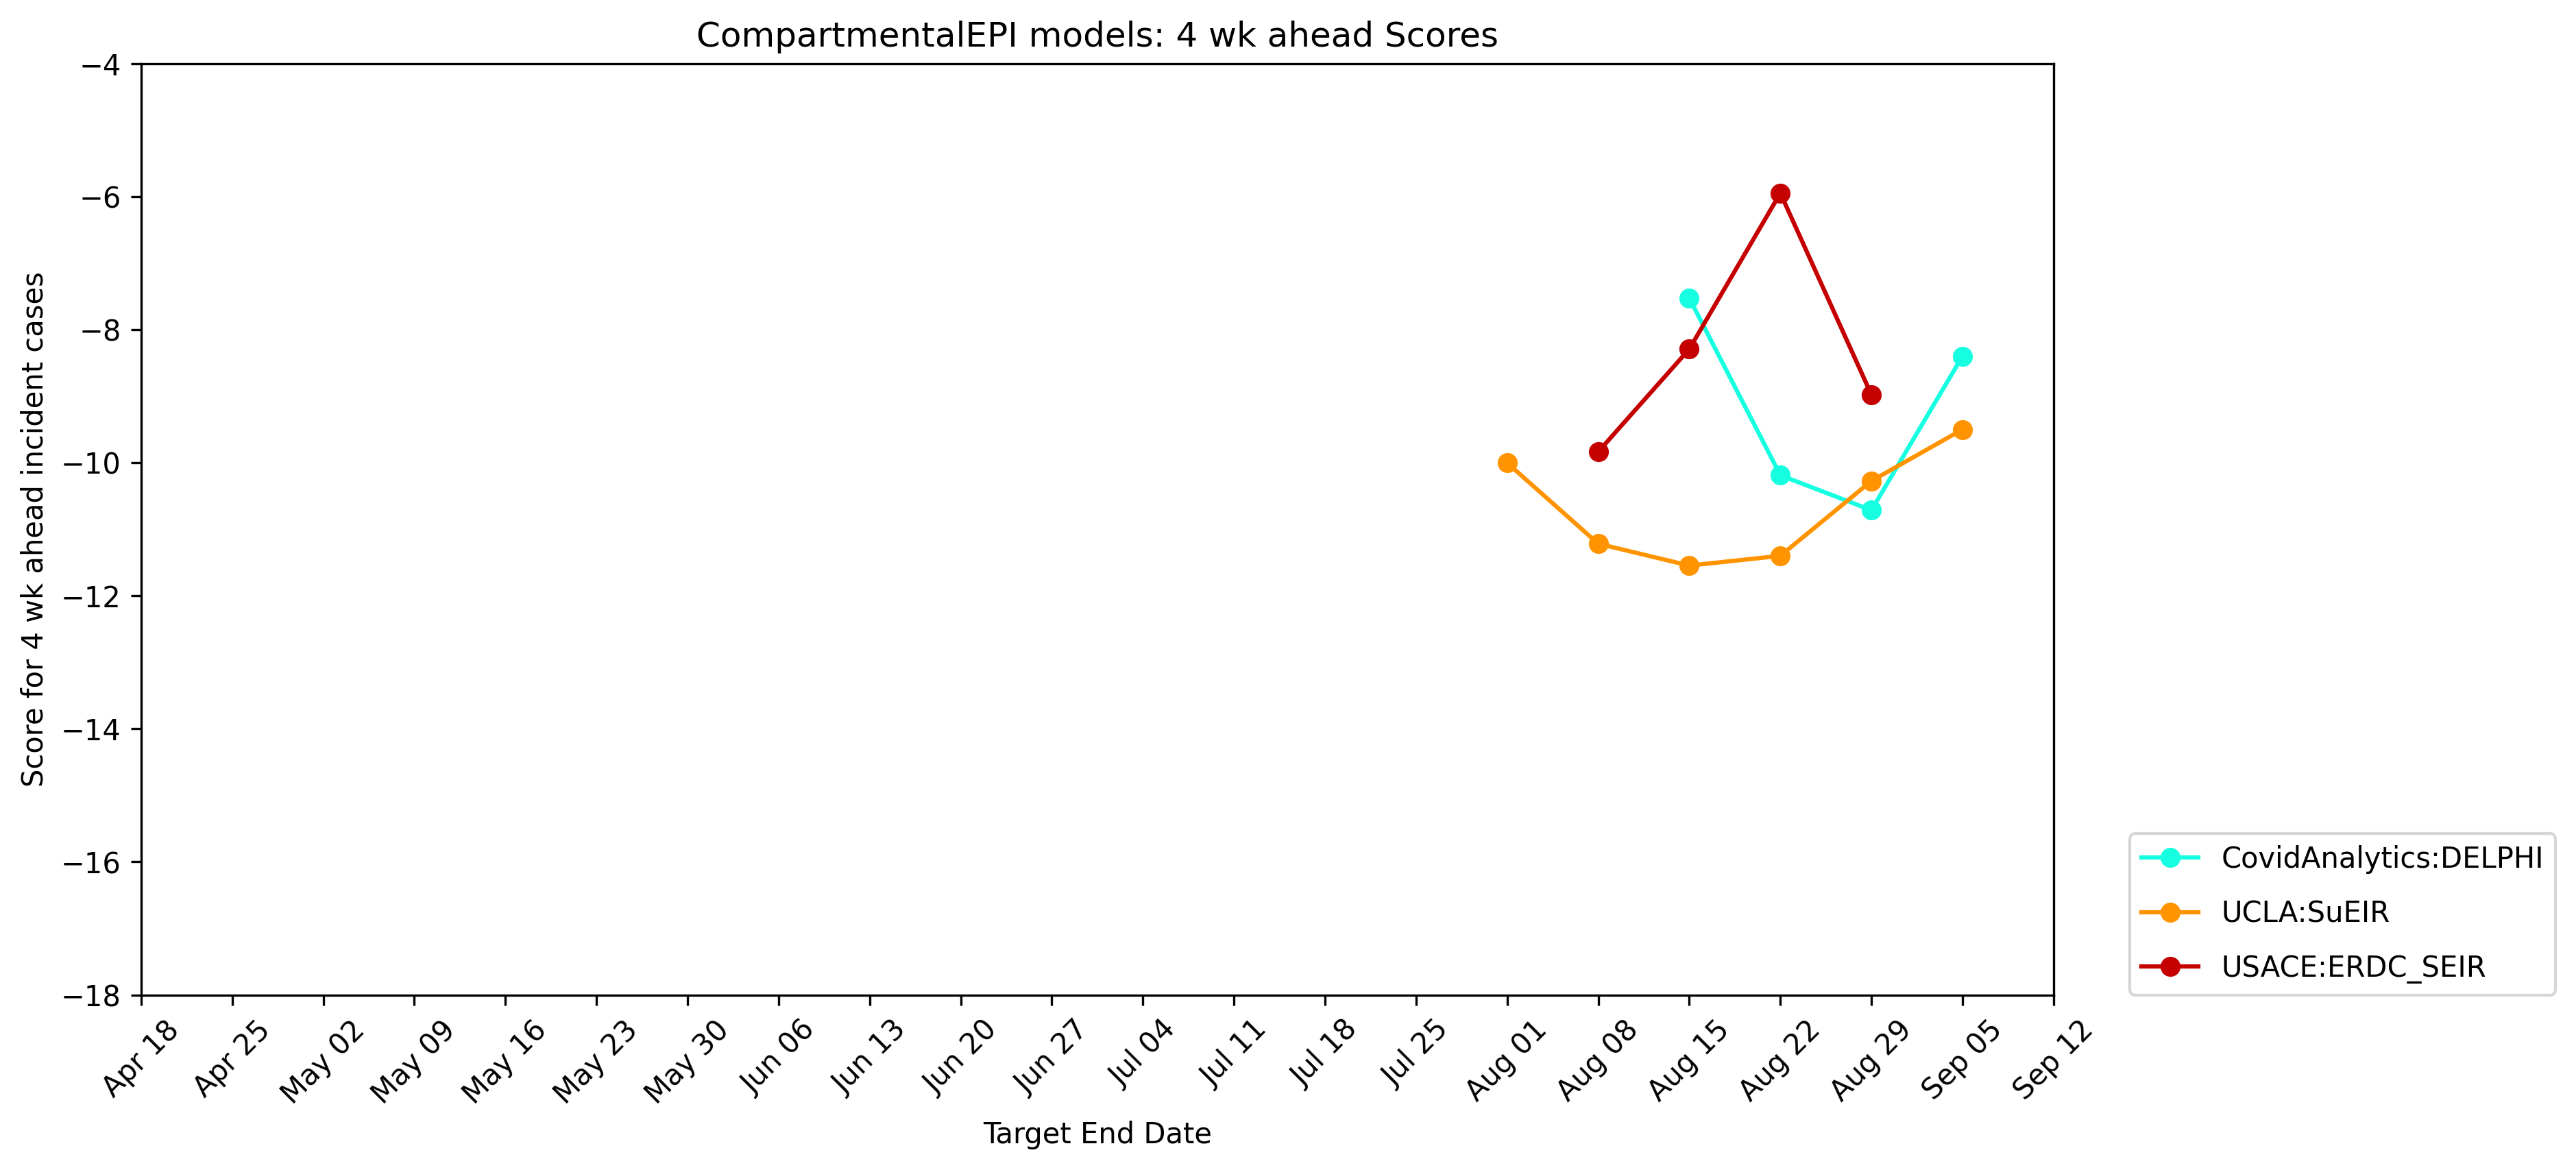 CompartmentalEPI models: 4 wk ahead Scores
Score for 4 wk ahead incident cases
−4
−6
−8
−10
−12
−14
−16
−18
Apr 18
Apr 25
May 02
May 09
May 16
May 23
May 30
Jun 06
Jun 13
Jun 20
Jun 27
Jul 04
Jul 11
Jul 18
Jul 25
Aug 01
Aug 08
Aug 15
Aug 22
Aug 29
Sep 05
Sep 12
Target End Date
CovidAnalytics:DELPHI
UCLA:SuEIR
USACE:ERDC_SEIR